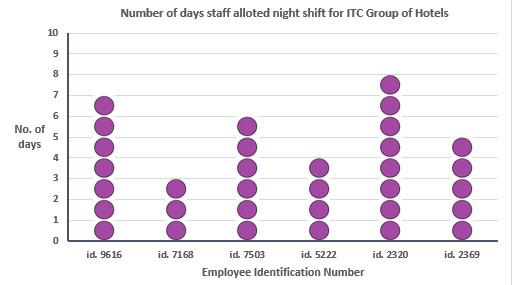 Number of days staff alloted night shift for ITC Group of Hotels
10
9
8
7
6
5
4
3
2
1
0
No. of
days
id. 9616 id. 7168 id. 7503 id. 5222 id. 2320 id. 2369
Employee Identification Number